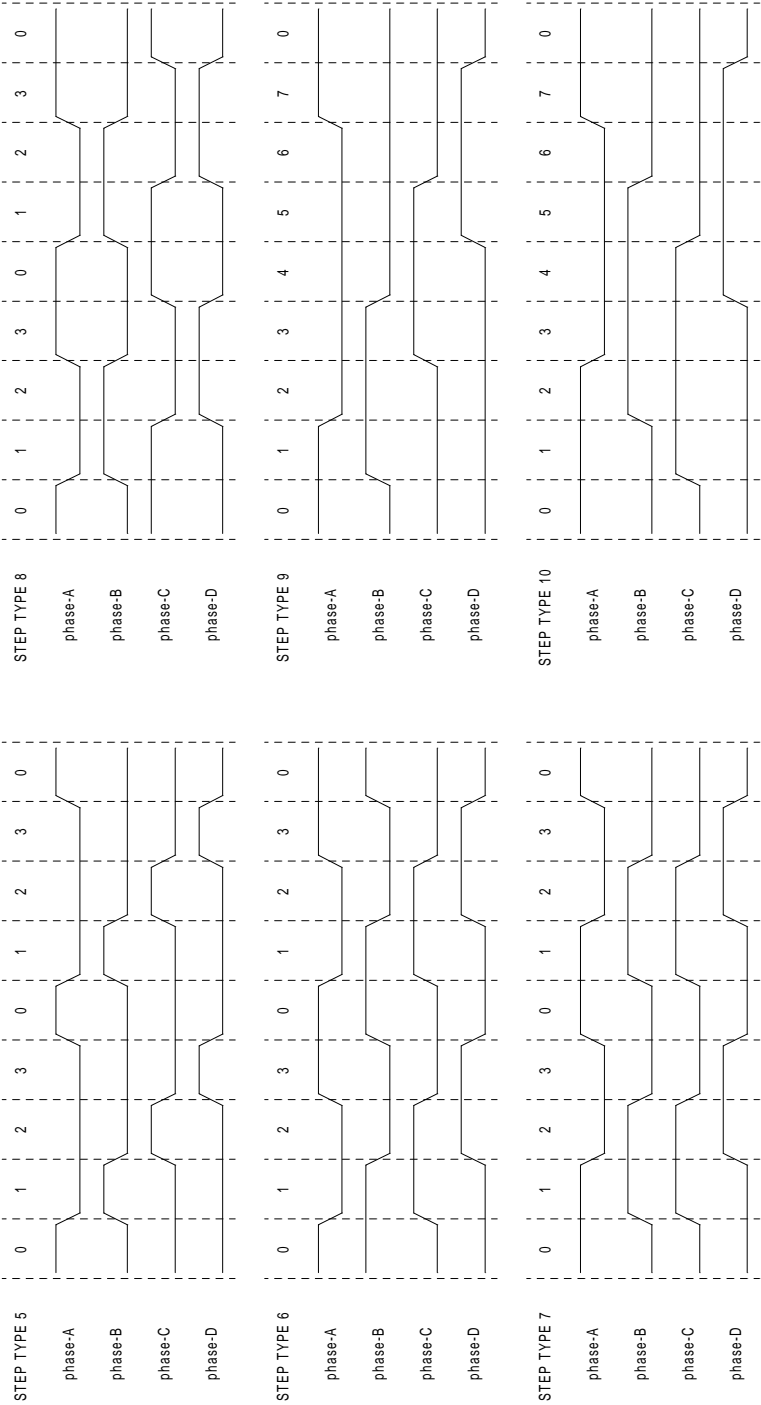 STEP TYPE 5 0 1 2 3 0 1 2 3 0
phase-A
phase-B
phase-C
phase-D
STEP TYPE 8 0 1 2 3 0 1 2 3 0
phase-A
phase-B
phase-C
phase-D
STEP TYPE 6 0 1 2 3 0 1 2 3 0
phase-A
phase-B
phase-C
phase-D
STEP TYPE 9 0 1 2 3 4 5 6 7 0
phase-A
phase-B
phase-C
phase-D
STEP TYPE 7 0 1 2 3 0 1 2 3 0
phase-A
phase-B
phase-C
phase-D
STEP TYPE 10 0 1 2 3 4 5 6 7 0
phase-A
phase-B
phase-C
phase-D